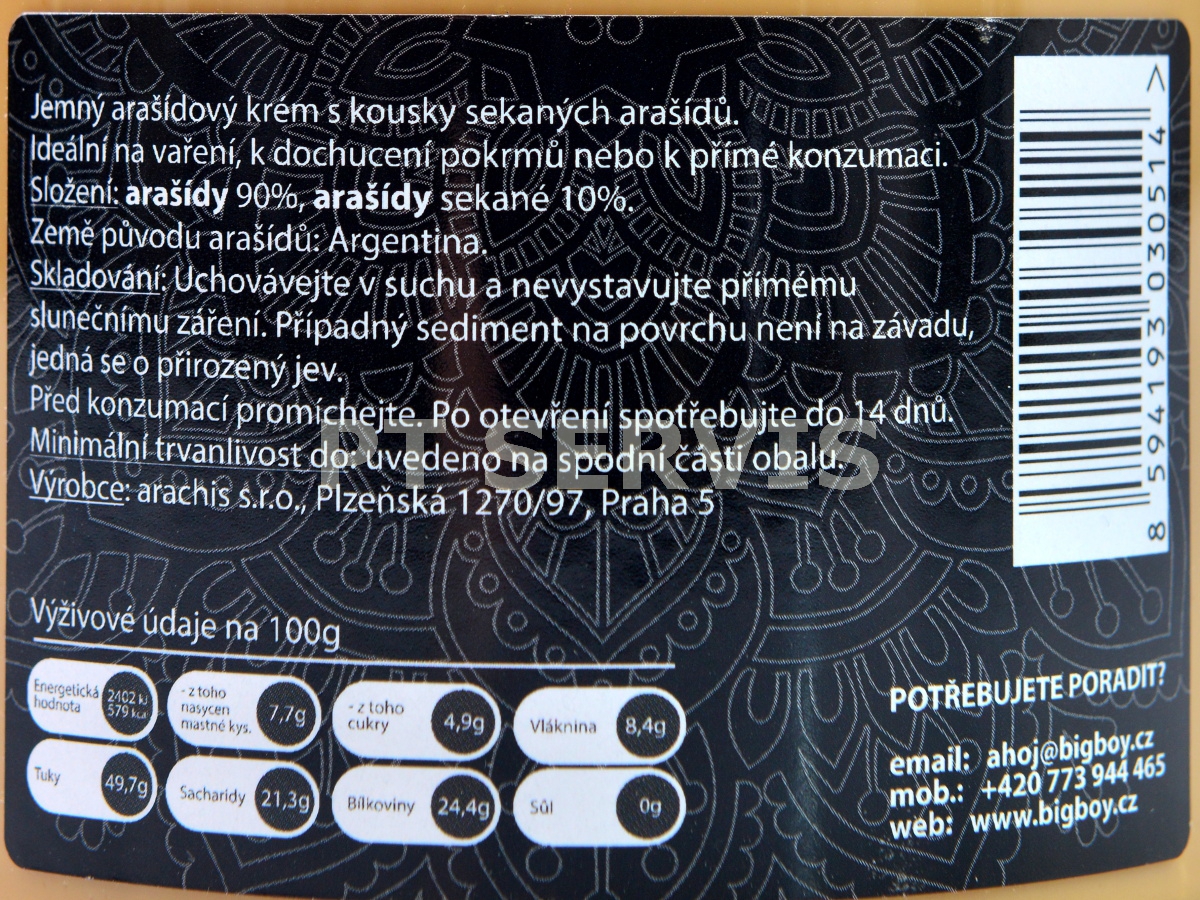 Jemný arašídový krém s kousky sekaných arašídů.
Ideální na vaření, k dochucení pokrmů nebo k přímé konzumaci.
Složení: arašídy 90%, arašídy sekané 10%.
Země původu arašídů: Argentina.
Skladování: Uchovávejte v suchu a nevystavujte přímému
slunečnímu záření. Případný sediment na povrchu není na závadu,
jedná se o přirozený jev.
Před konzumací promíchejte. Po otevření spotřebujte do 14 dnů.
Minimální trvanlivost do: uvedeno na spodní části obalu.
Výrobce: arachis s.r.o., Plzeňská 1270/97, Praha 5
PT SERVIS
8 594193 030514 >
Výživové údaje na 100g
Energetická
hodnota
2402 kJ
579 kcal
- z toho
nasycen
mastné kys.
7,7g
- z toho
cukry
4,9g
Vláknina
8,4g
Tuky
49,7g
Sacharidy
21,3g
Bílkoviny
24,4g
Sůl
0g
POTŘEBUJETE PORADIT?
email: ahoj@bigboy.cz
mob.: +420 773 944 465
web: www.bigboy.cz